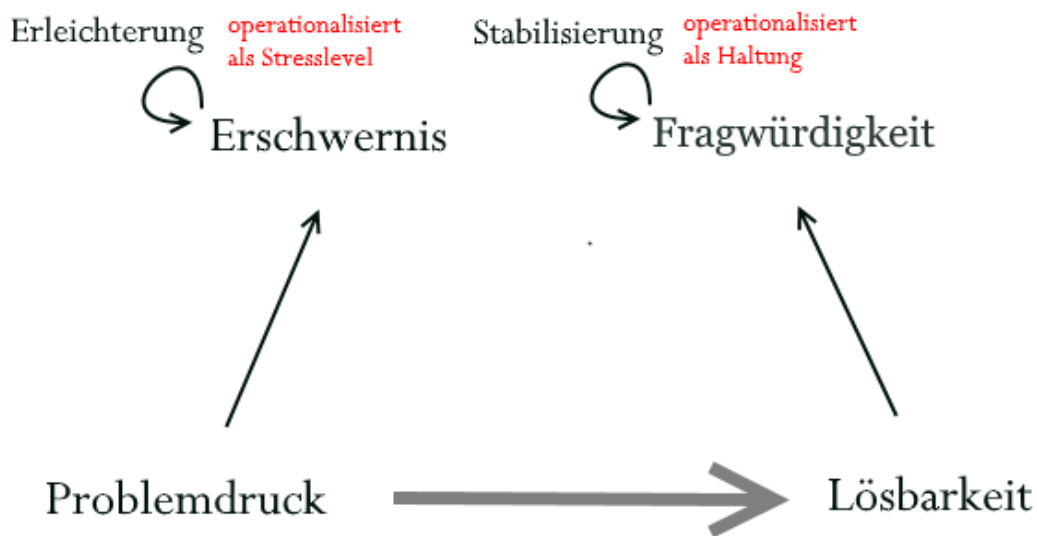 Erleichterung
operationalisiert
als Stresslevel
Erschwernis
Stabilisierung
operationalisiert
als Haltung
Fragwürdigkeit
Problemdruck
Lösbarkeit